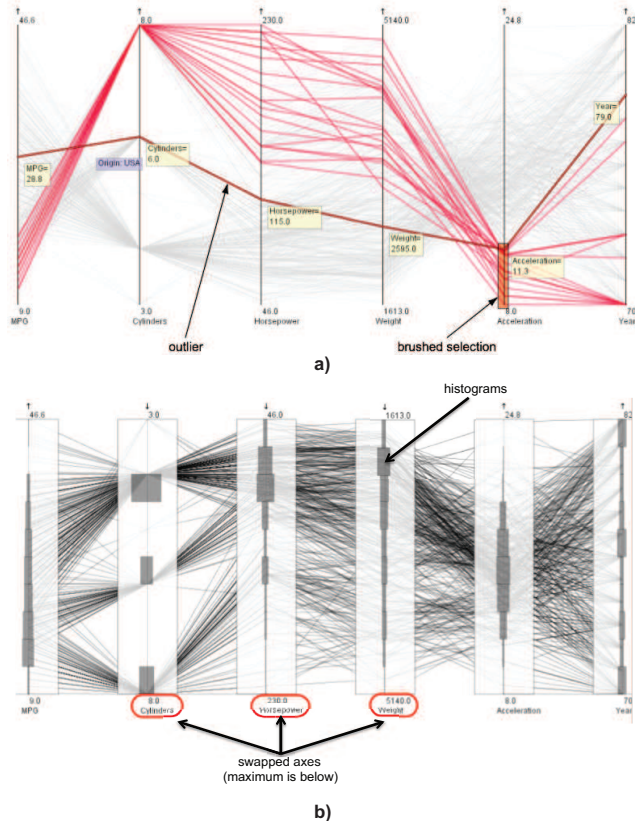 46.6 8.0 230.0 5140.0 24.8 82
MPG=
28.8
Origin: USA
Cylinders=
6.0
Horsepower=
115.0
Weight=
2595.0
Acceleration=
11.3
Year=
79.0
9.0 3.0 46.0 1613.0 8.0 70
MPG Cylinders Horsepower Weight Acceleration Year
outlier
brushed selection
a)
histograms
46.6 3.0 46.0 1613.0 24.8 82
9.0 8.0 230.0 5140.0 8.0 70
MPG Cylinders Horsepower Weight Acceleration Year
swapped axes
(maximum is below)
b)